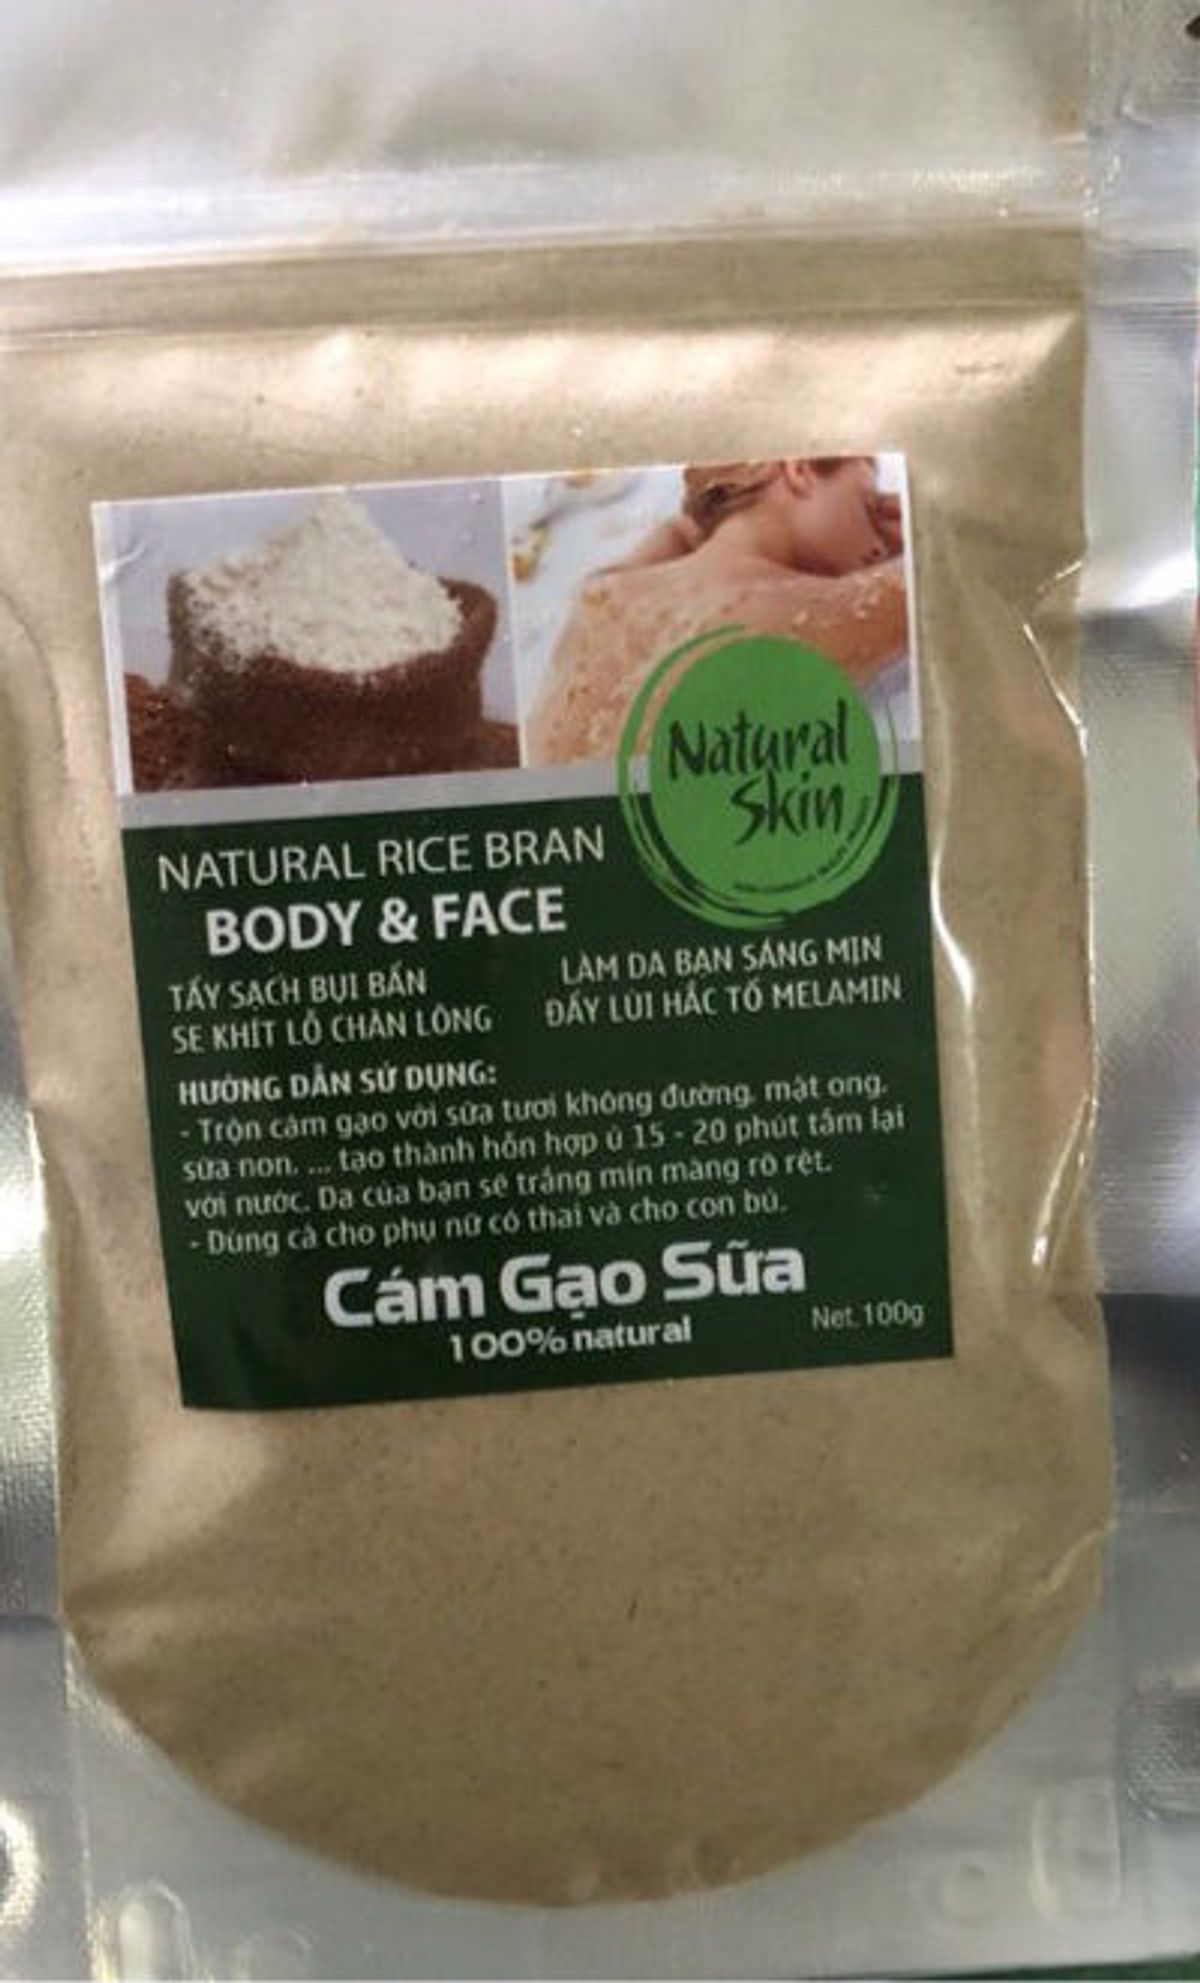 Natural
Skin
NATURAL RICE BRAN
BODY & FACE
TẨY SẠCH BỤI BẨN
SE KHÍT LỖ CHÂN LÔNG
LÀM DA BẠN SÁNG MỊN
ĐẨY LÙI HẮC TỐ MELAMIN
HƯỚNG DẪN SỬ DỤNG:
- Trộn cám gạo với sữa tươi không đường, mật ong,
sữa non, ... tạo thành hỗn hợp ủ 15 - 20 phút tắm lại
với nước. Da của bạn sẽ trắng mịn màng rõ rệt.
- Dùng cả cho phụ nữ có thai và cho con bú.
Cám Gạo Sữa
100% natural
Net. 100g